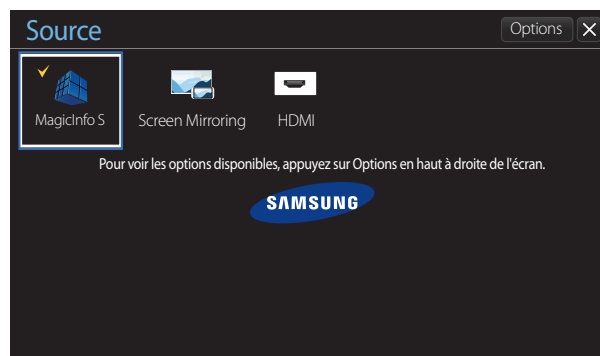 Source
Options
MagicInfo S
Screen Mirroring
HDMI
Pour voir les options disponibles, appuyez sur Options en haut à droite de l'écran.
SAMSUNG